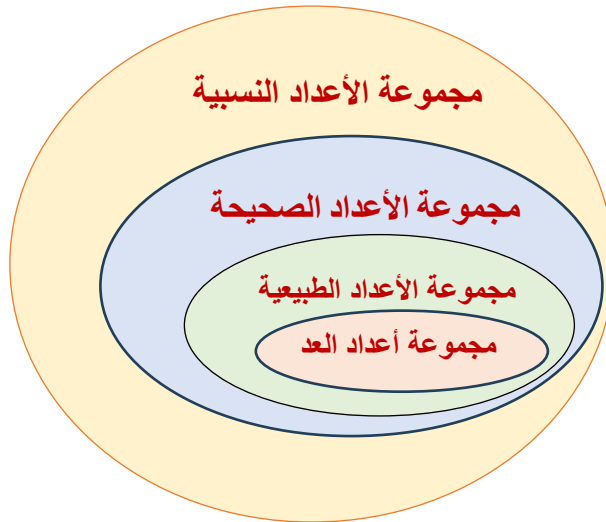 مجموعة الأعداد النسبية
مجموعة الأعداد الصحيحة
مجموعة الأعداد الطبيعية
مجموعة أعداد العد